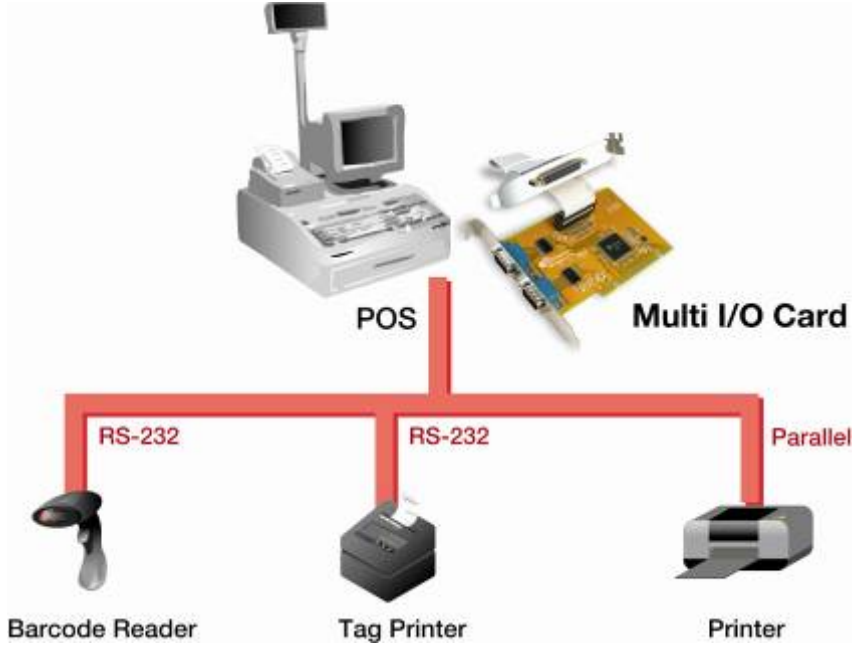 POS
Multi I/O Card
RS-232
RS-232
Parallel
Barcode Reader
Tag Printer
Printer